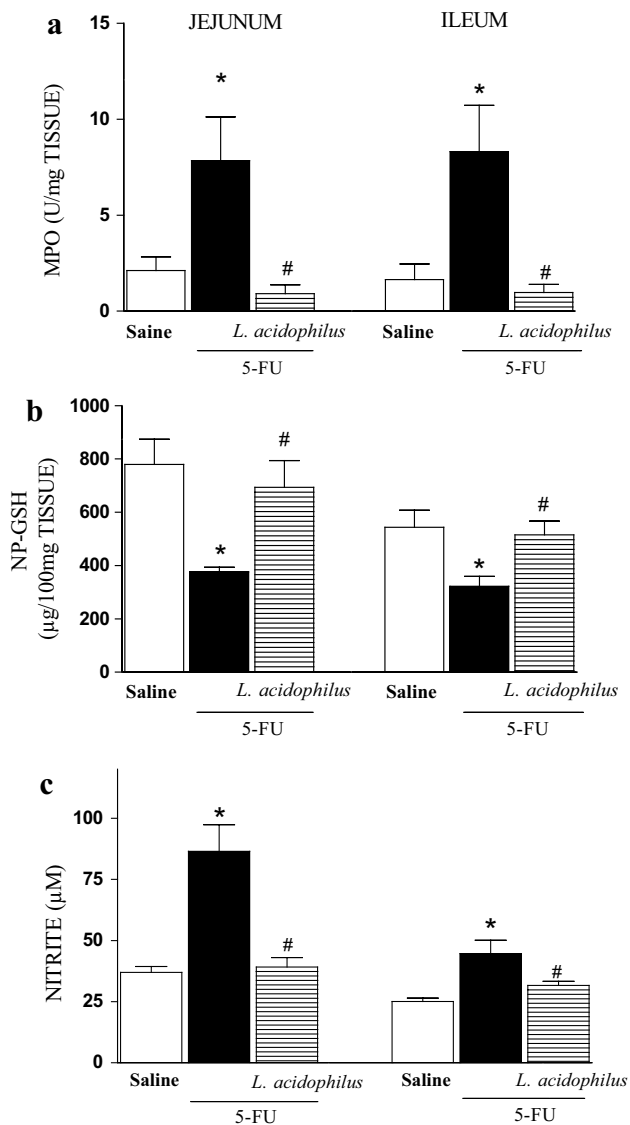 a
JEJUNUM
ILEUM
MPO (U/mg TISSUE)
15
10
5
0
*
#
*
#
Saine
L. acidophilus
5-FU
Saline
L. acidophilus
5-FU
b
NP-GSH
(µg/100mg TISSUE)
1000
800
600
400
200
0
*
#
*
#
Saline
L. acidophilus
5-FU
Saline
L. acidophilus
5-FU
c
NITRITE (µM)
100
75
50
25
0
*
#
*
#
Saline
L. acidophilus
5-FU
Saline
L. acidophilus
5-FU